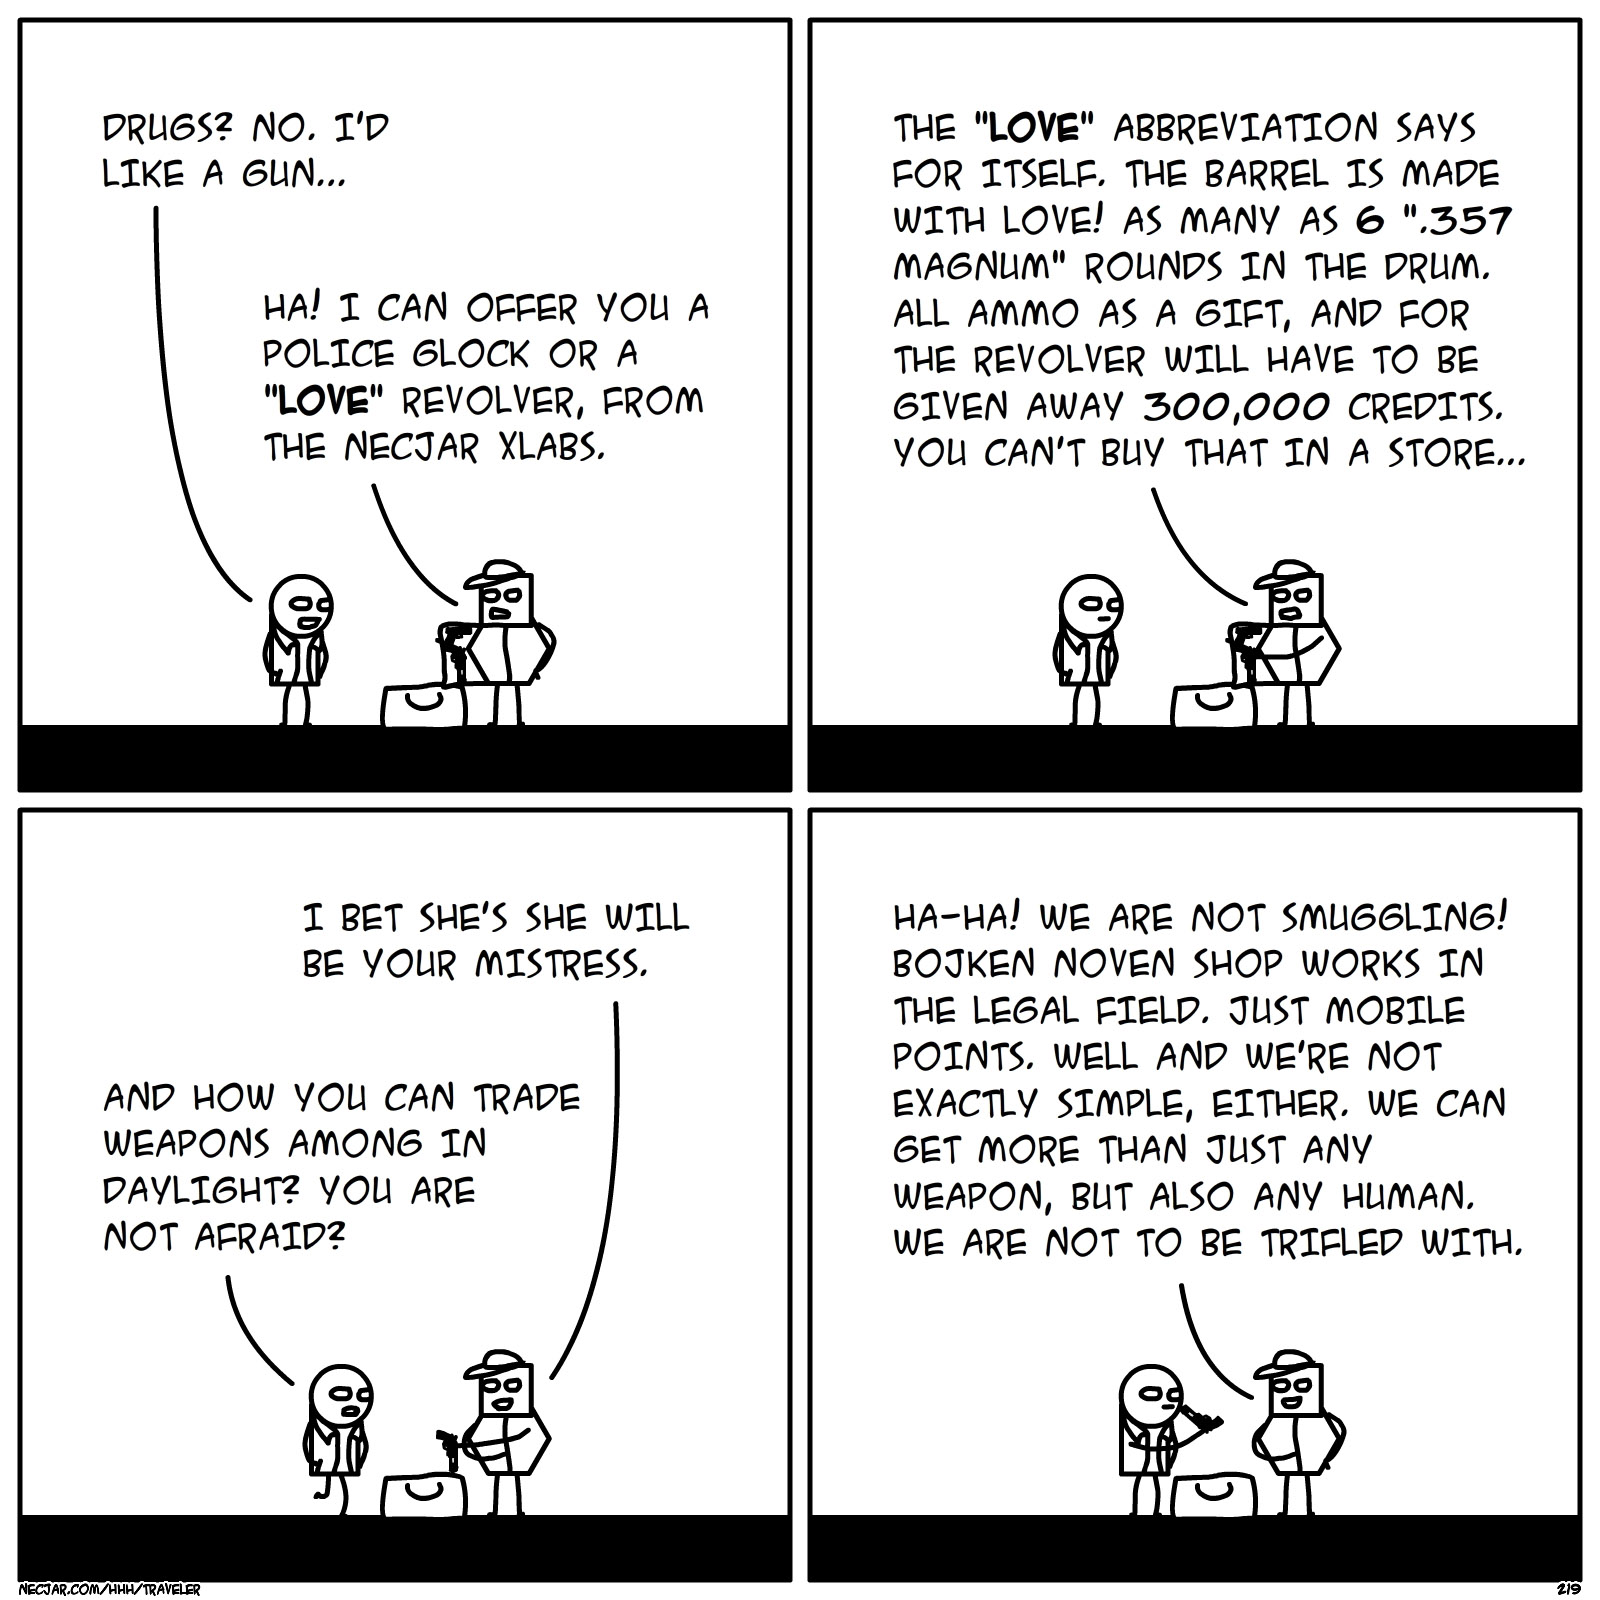 DRUGS? NO. I'D
LIKE A GUN...
HA! I CAN OFFER YOU A
POLICE GLOCK OR A
"LOVE" REVOLVER, FROM
THE NECJAR XLABS.
THE "LOVE" ABBREVIATION SAYS
FOR ITSELF. THE BARREL IS MADE
WITH LOVE! AS MANY AS 6 ".357
MAGNUM" ROUNDS IN THE DRUM.
ALL AMMO AS A GIFT, AND FOR
THE REVOLVER WILL HAVE TO BE
GIVEN AWAY 300,000 CREDITS.
YOU CAN'T BUY THAT IN A STORE...
I BET SHE'S SHE WILL
BE YOUR MISTRESS.
AND HOW YOU CAN TRADE
WEAPONS AMONG IN
DAYLIGHT? YOU ARE
NOT AFRAID?
HA-HA! WE ARE NOT SMUGGLING!
BOJKEN NOVEN SHOP WORKS IN
THE LEGAL FIELD. JUST MOBILE
POINTS. WELL AND WE'RE NOT
EXACTLY SIMPLE, EITHER. WE CAN
GET MORE THAN JUST ANY
WEAPON, BUT ALSO ANY HUMAN.
WE ARE NOT TO BE TRIFLED WITH.
NECJAR.COM/HHH/TRAVELER
219